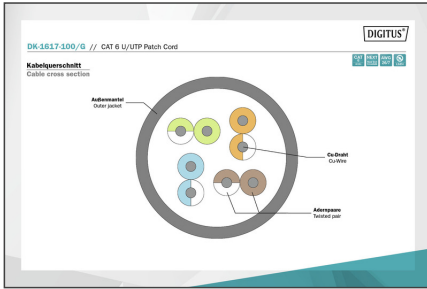 DIGITUS®
DK-1617-100/G // CAT 6 U/UTP Patch Cord
Kabelquerschnitt
Cable cross section
Außenmantel
Outer jacket
Cu-Draht
Cu-Wire
Aderspaare
Twisted pair